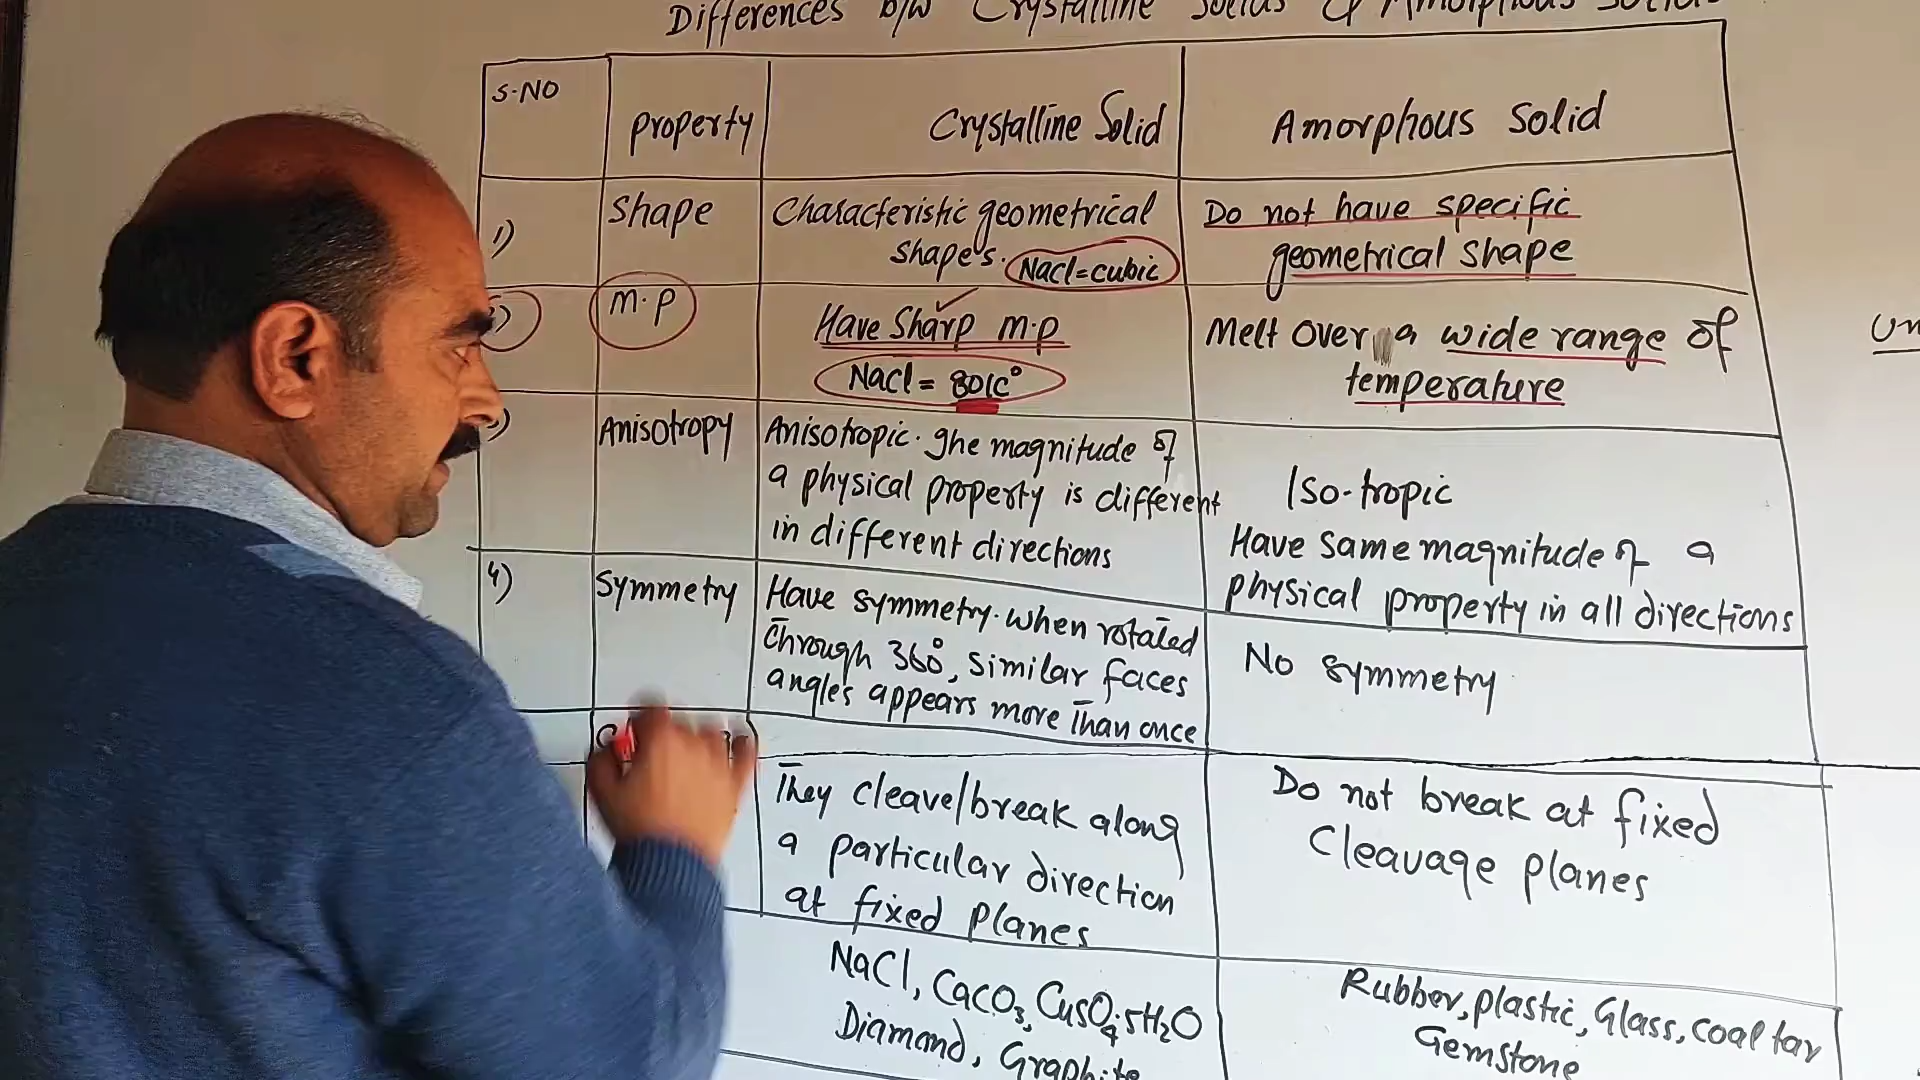 Differences b/w Crystalline Solids & Amorphous Solids
S.NO
Property
Crystalline Solid
Amorphous Solid
1)
Shape
Characteristic geometrical
shapes. Nacl=cubic
Do not have specific
geometrical shape
m.p
Have Sharp m.p
Nacl = 801c°
Melt over a wide range of
temperature
Anisotropy
Anisotropic. The magnitude of
a physical property is different
in different directions
Iso-tropic
Have same magnitude of a
physical property in all directions
4)
Symmetry
Have symmetry. when rotated
Through 360°, similar faces
angles appears more Than once
No symmetry
They cleave/break along
a particular direction
at fixed planes
Do not break at fixed
Cleavage planes
NaCl, CaCO3, CuSO4.5H2O
Diamond, Graphite
Rubber, plastic, Glass, coal tar
Gemstone